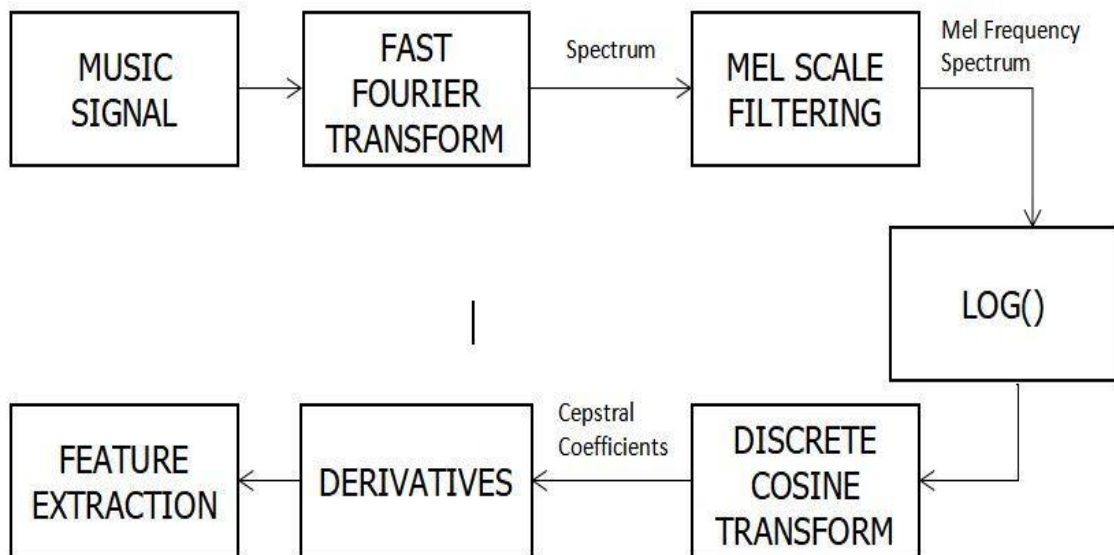 MUSIC
SIGNAL
FAST
FOURIER
TRANSFORM
Spectrum
MEL SCALE
FILTERING
Mel Frequency
Spectrum
LOG()
DISCRETE
COSINE
TRANSFORM
Cepstral
Coefficients
DERIVATIVES
FEATURE
EXTRACTION